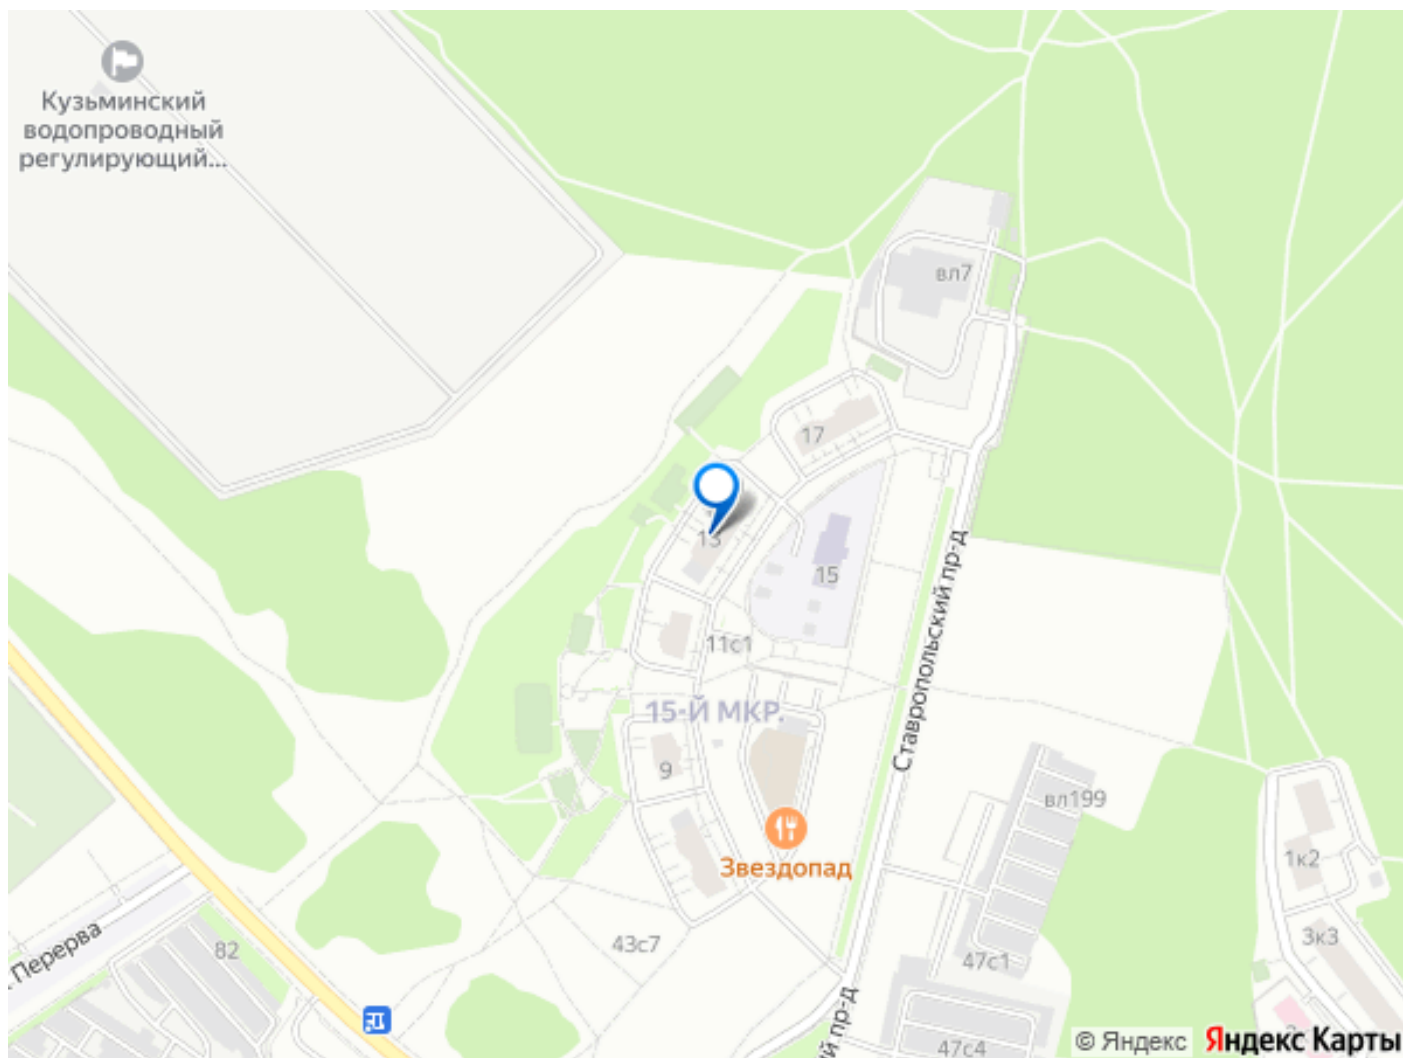 Кузьминский
водопроводный
регулирующий...
вл7
17
13
15
11с1
15-Й МКР.
Ставропольский пр-д
9
вл199
Звездопад
1к2
3к3
43с7
82
Перерва
47с1
47с4
й пр-д
© Яндекс Яндекс Карты